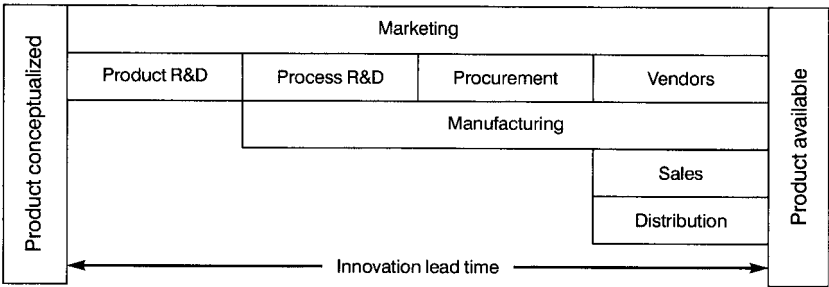 Product conceptualized
Marketing
Product R&D
Process R&D
Procurement
Vendors
Manufacturing
Sales
Distribution
Innovation lead time
Product available